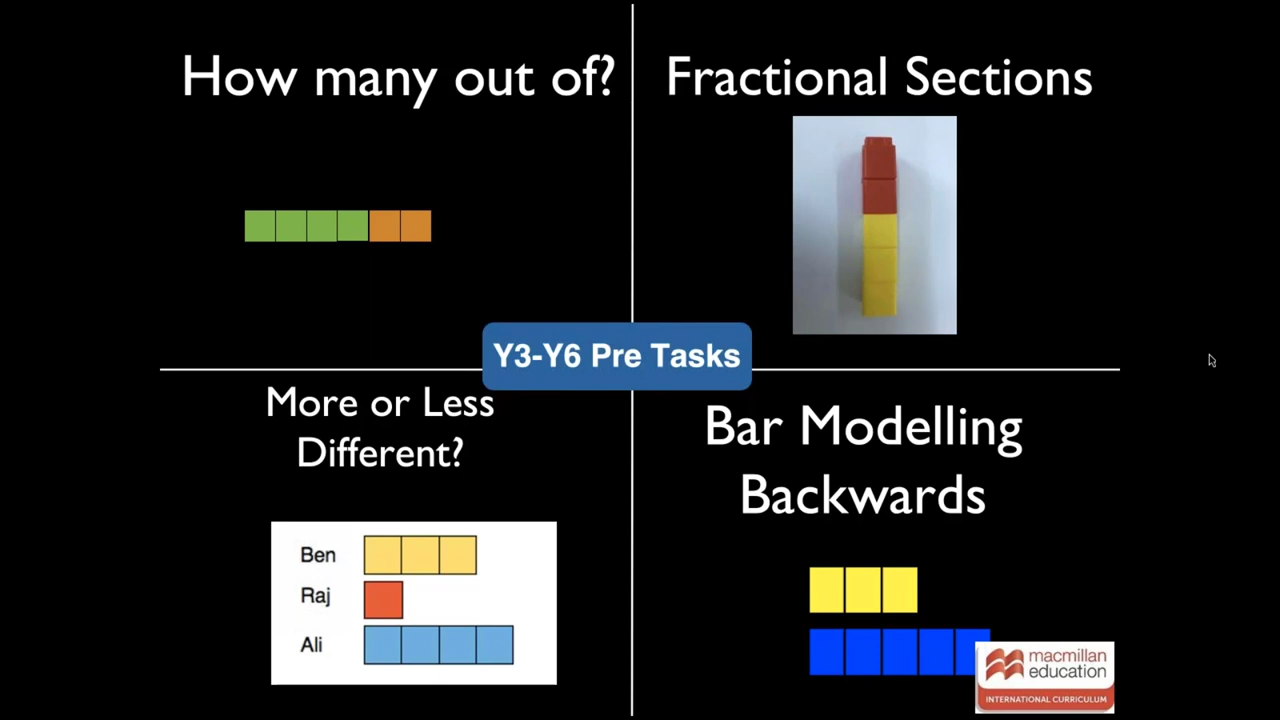 How many out of?
Fractional Sections
Y3-Y6 Pre Tasks
More or Less
Different?
Ben
Raj
Ali
Bar Modelling
Backwards
macmillan
education
INTERNATIONAL CURRICULUM